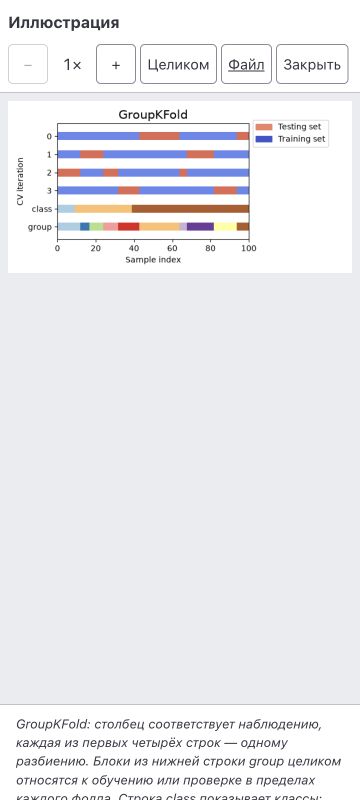 Иллюстрация
− 1× + Целиком Файл Закрыть
GroupKFold
Testing set
Training set
0
1
2
3
class
group
CV Iteration
0 20 40 60 80 100
Sample index
GroupKFold: столбец соответствует наблюдению,
каждая из первых четырёх строк — одному
разбиению. Блоки из нижней строки group целиком
относятся к обучению или проверке в пределах
каждого фолда. Строка class показывает классы;